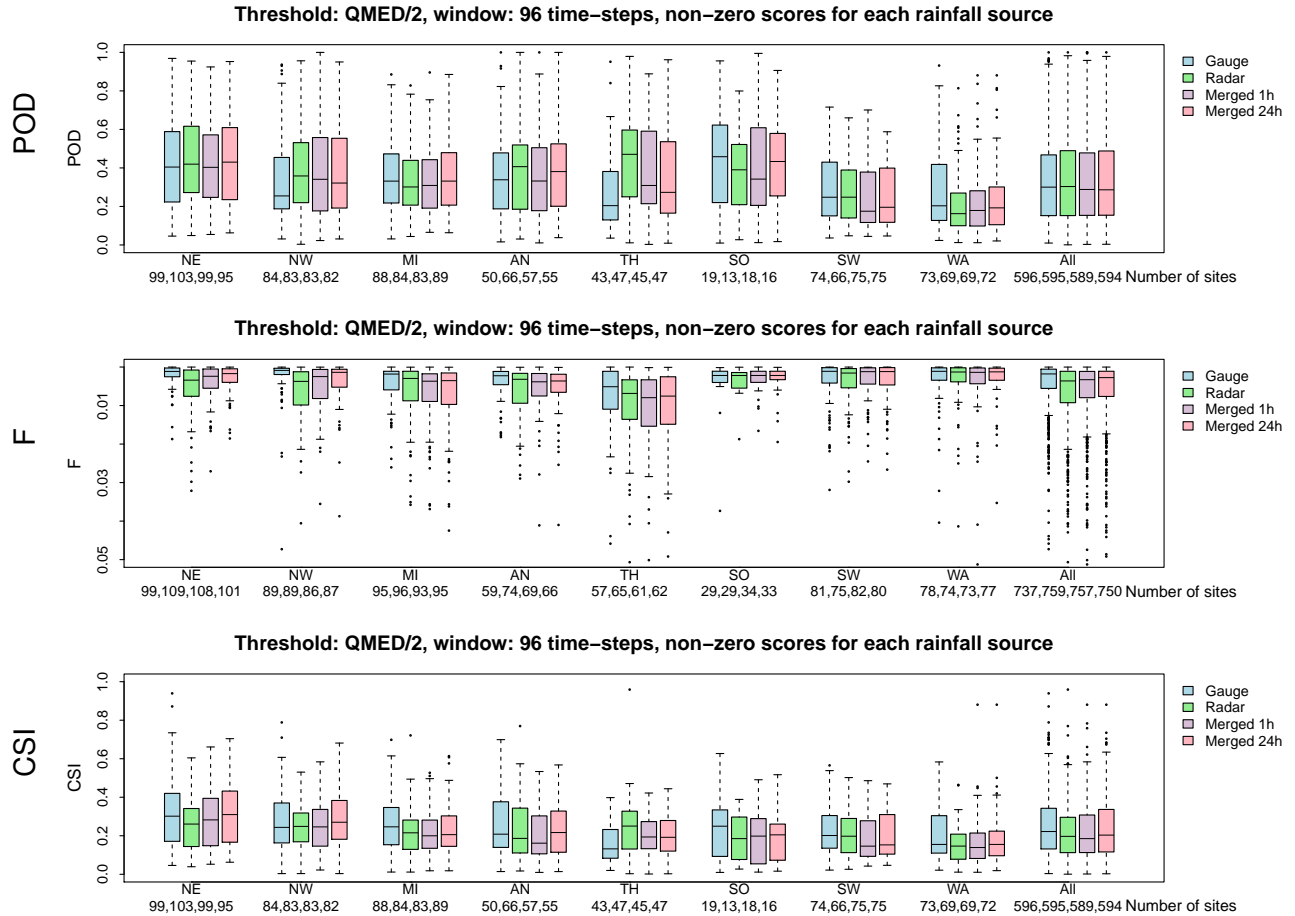 Threshold: QMED/2, window: 96 time−steps, non−zero scores for each rainfall source
POD
POD
1.0
0.8
0.6
0.4
0.2
0.0
Gauge
Radar
Merged 1h
Merged 24h
NE NW MI AN TH SO SW WA All
99,103,99,95 84,83,83,82 88,84,83,89 50,66,57,55 43,47,45,47 19,13,18,16 74,66,75,75 73,69,69,72 596,595,589,594 Number of sites
Threshold: QMED/2, window: 96 time−steps, non−zero scores for each rainfall source
F
F
0.01
0.03
0.05
Gauge
Radar
Merged 1h
Merged 24h
NE NW MI AN TH SO SW WA All
99,109,108,101 89,89,86,87 95,96,93,95 59,74,69,66 57,65,61,62 29,29,34,33 81,75,82,80 78,74,73,77 737,759,757,750 Number of sites
Threshold: QMED/2, window: 96 time−steps, non−zero scores for each rainfall source
CSI
CSI
1.0
0.8
0.6
0.4
0.2
0.0
Gauge
Radar
Merged 1h
Merged 24h
NE NW MI AN TH SO SW WA All
99,103,99,95 84,83,83,82 88,84,83,89 50,66,57,55 43,47,45,47 19,13,18,16 74,66,75,75 73,69,69,72 596,595,589,594 Number of sites